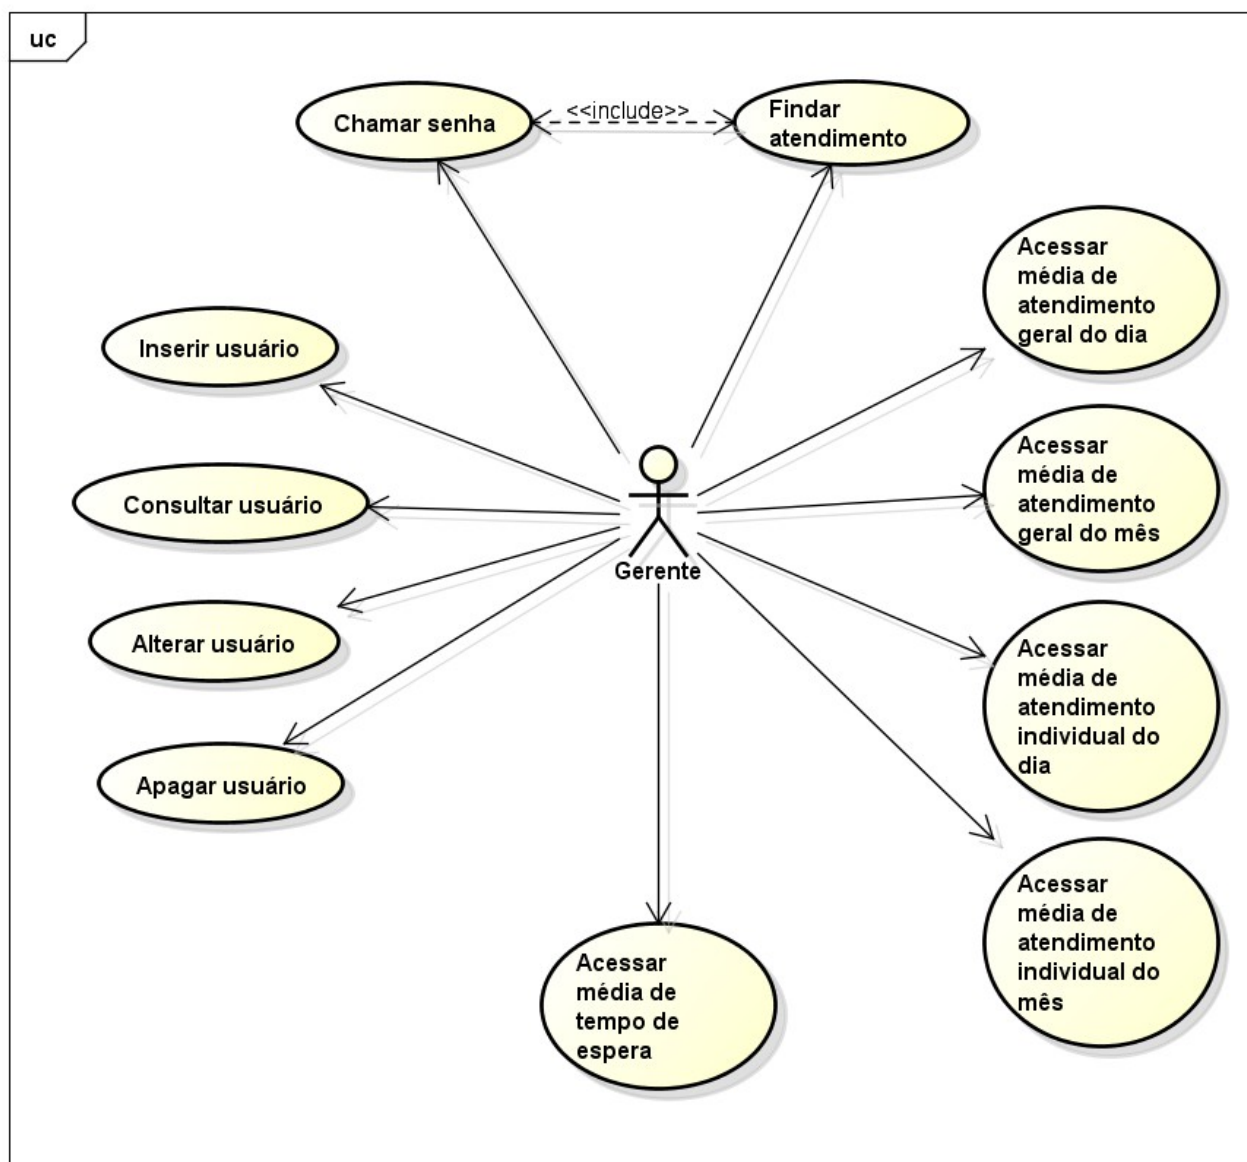 uc
Chamar senha
<<include>>
Findar
atendimento
Acessar
média de
atendimento
geral do dia
Inserir usuário
Acessar
média de
atendimento
geral do mês
Consultar usuário
Gerente
Alterar usuário
Acessar
média de
atendimento
individual do
dia
Apagar usuário
Acessar
média de
atendimento
individual do
mês
Acessar
média de
tempo de
espera